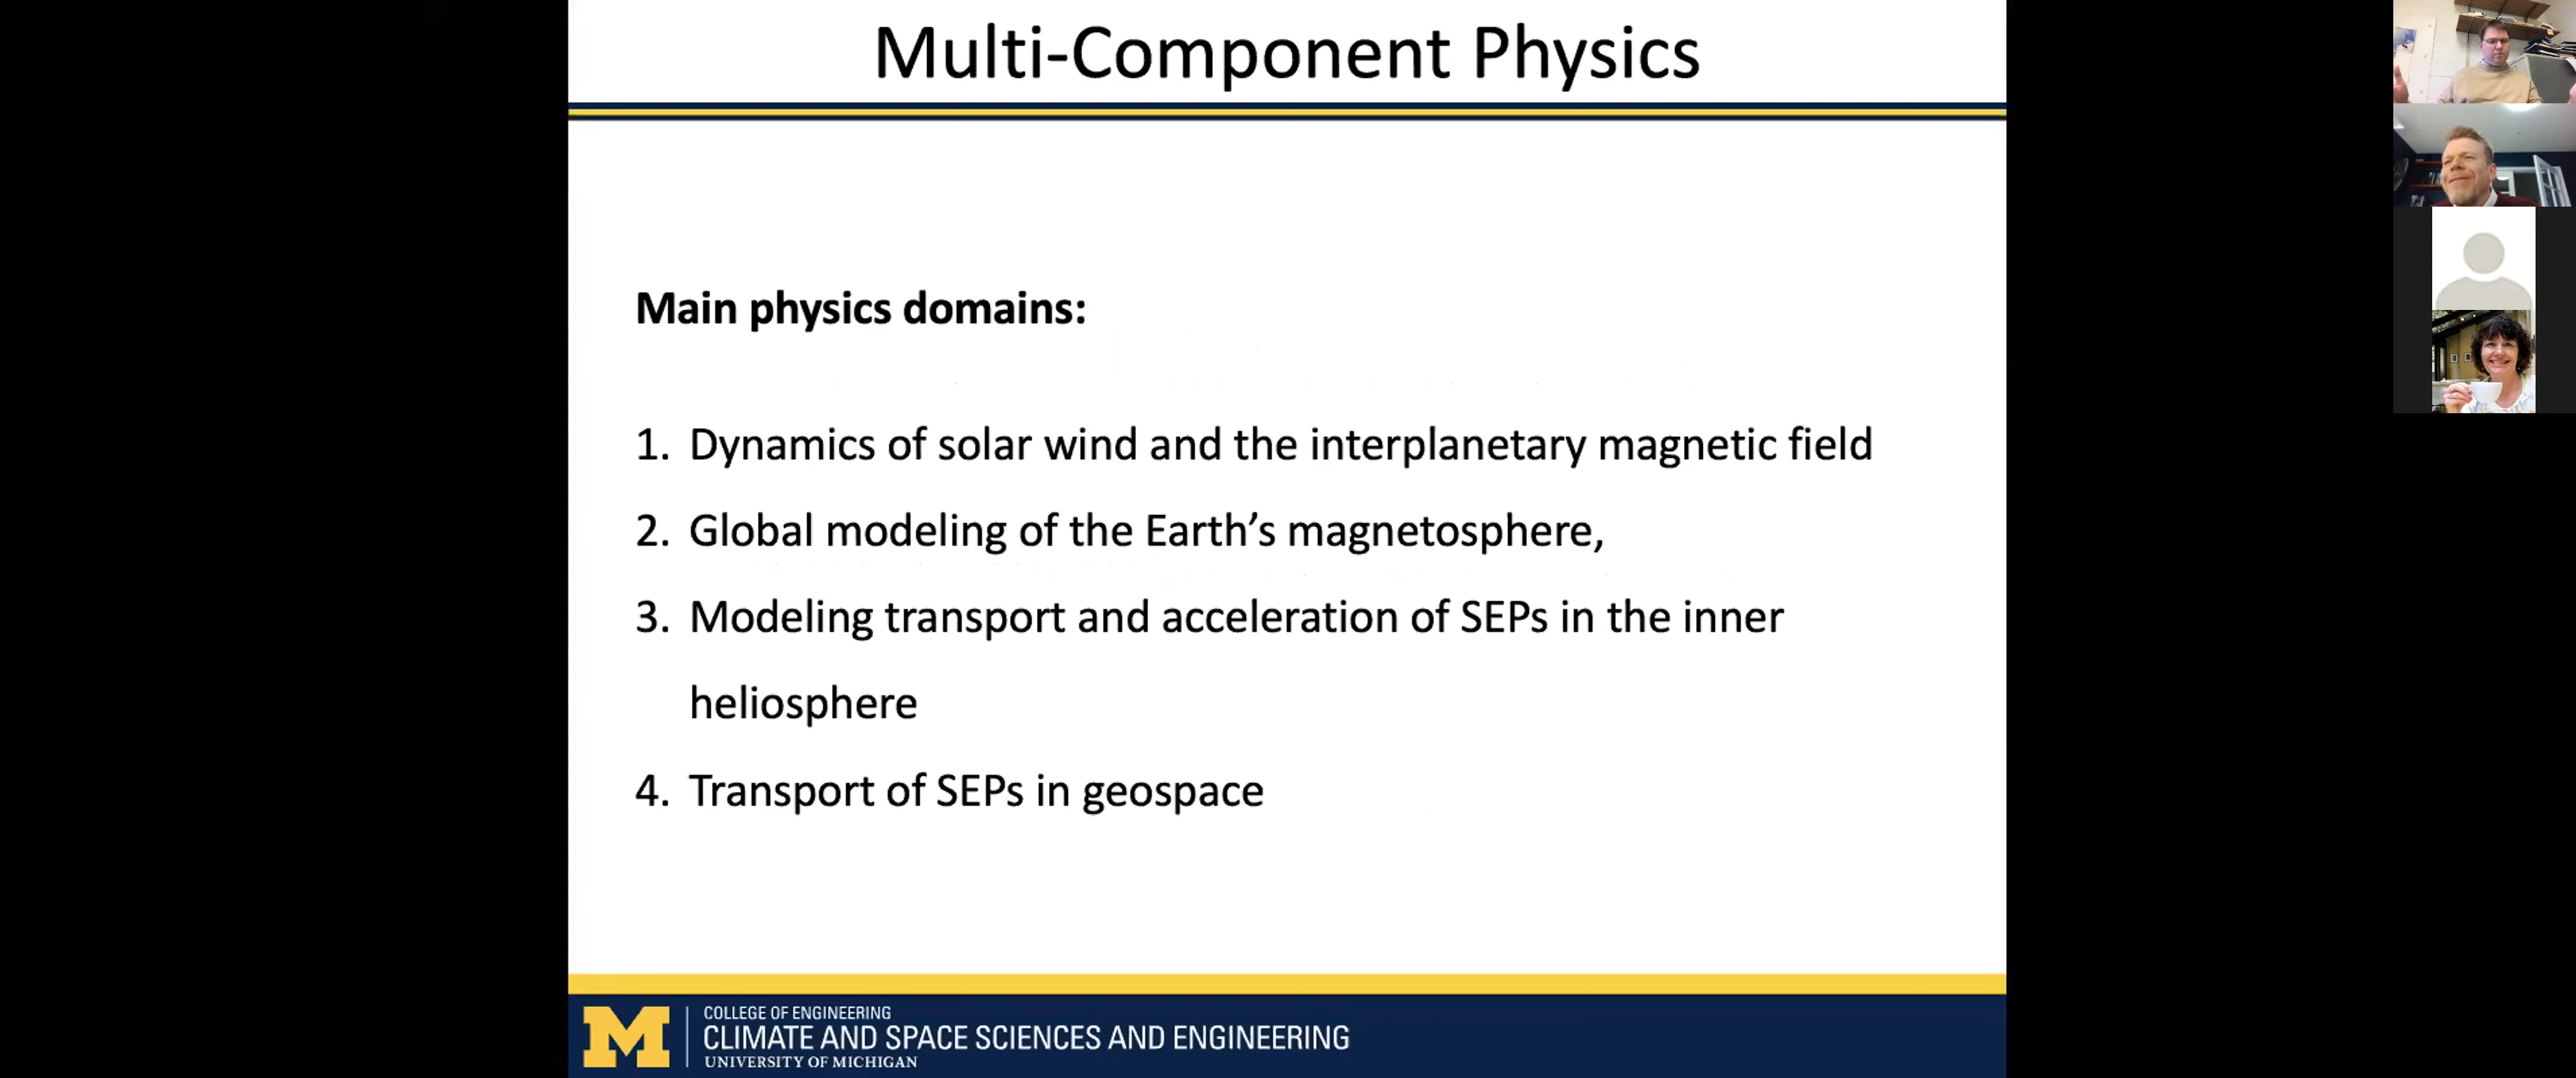 Multi-Component Physics
Main physics domains:
1. Dynamics of solar wind and the interplanetary magnetic field
2. Global modeling of the Earth’s magnetosphere,
3. Modeling transport and acceleration of SEPs in the inner
heliosphere
4. Transport of SEPs in geospace
M
COLLEGE OF ENGINEERING
CLIMATE AND SPACE SCIENCES AND ENGINEERING
UNIVERSITY OF MICHIGAN